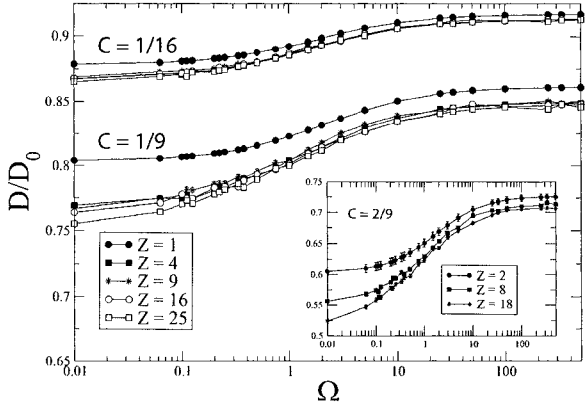 0.9
0.85
0.8
0.75
0.65
D/D0
C = 1/16
C = 1/9
Z = 1
Z = 4
Z = 9
Z = 16
Z = 25
0.01 0.1 1 10 100
Ω
0.75
0.7
0.65
0.6
0.55
0.5
C = 2/9
Z = 2
Z = 8
Z = 18
0.01 0.1 1 10 100